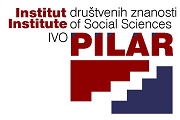 Institut društvenih znanosti
Institute of Social Sciences
IVO PILAR